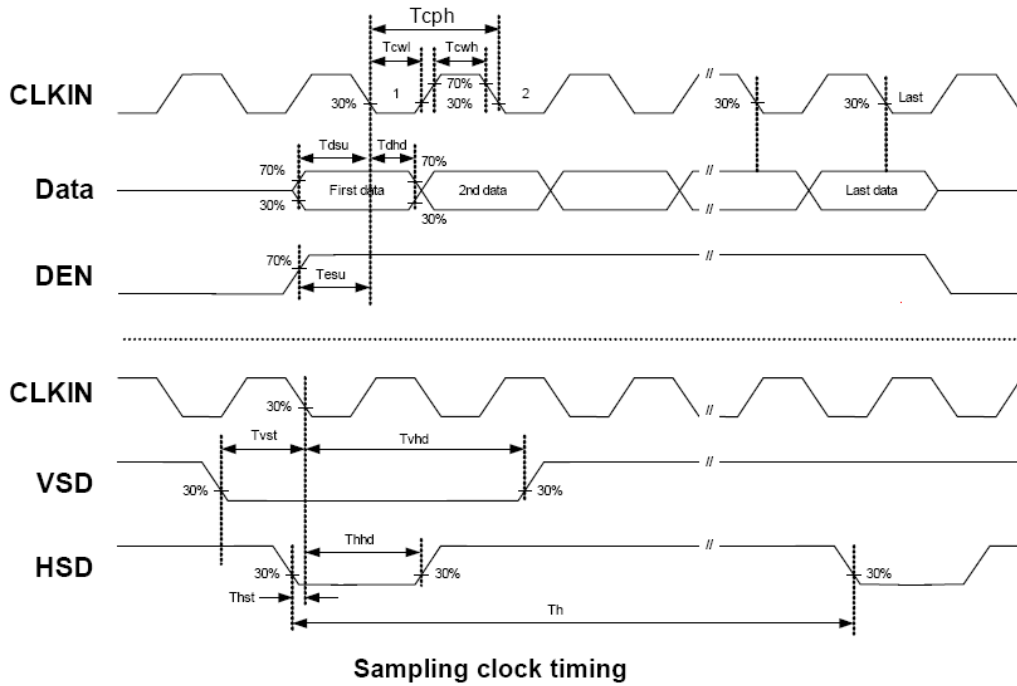 Tcph
Tcwl Tcwh
CLKIN 30% 1 70% 30% 2 // 30% 30% Last
Tdsu Tdhd
Data 70% 30% First data 70% 30% 2nd data // // Last data
DEN 70% Tesu //
CLKIN 30% //
Tvst Tvhd
VSD 30% 30% //
Thhd
HSD 30% 30% // 30%
Thst
Th
Sampling clock timing